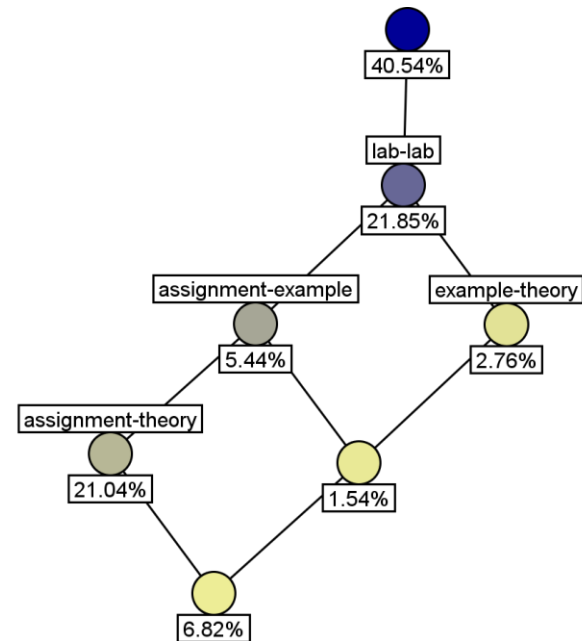 40.54%
lab-lab
21.85%
assignment-example
example-theory
5.44%
2.76%
assignment-theory
21.04%
1.54%
6.82%